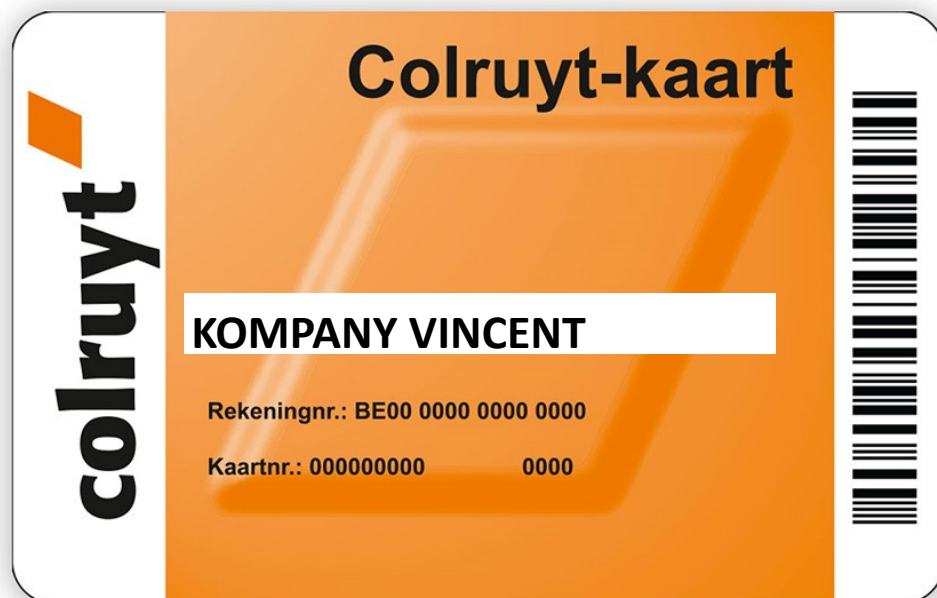 colruyt
Colruyt-kaart
KOMPANY VINCENT
Rekeningnr.: BE00 0000 0000 0000
Kaartnr.: 000000000 0000